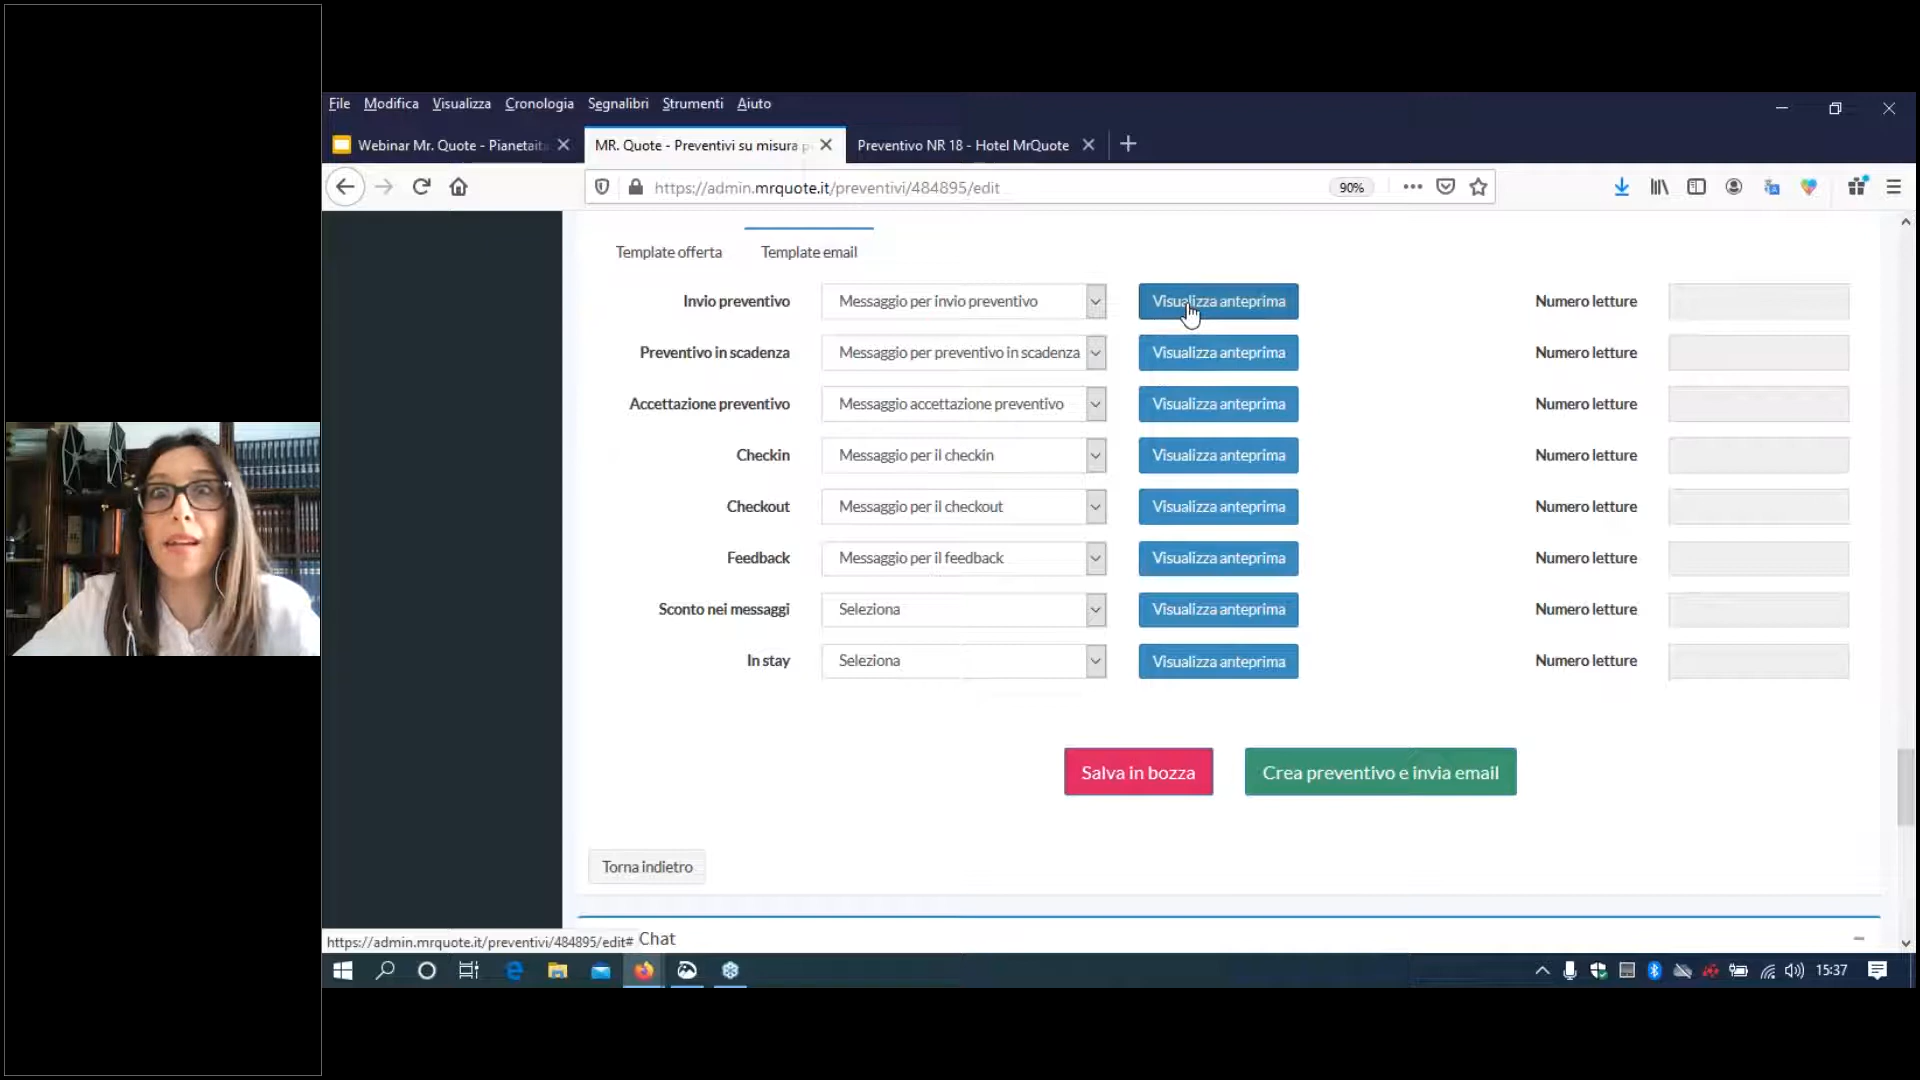 File Modifica Visualizza Cronologia Segnalibri Strumenti Aiuto
Webinar Mr. Quote - Pianetaita
MR. Quote - Preventivi su misura p
Preventivo NR 18 - Hotel MrQuote
https://admin.mrquote.it/preventivi/484895/edit
90%
Template offerta
Template email
Invio preventivo Messaggio per invio preventivo Visualizza anteprima Numero letture
Preventivo in scadenza Messaggio per preventivo in scadenza Visualizza anteprima Numero letture
Accettazione preventivo Messaggio accettazione preventivo Visualizza anteprima Numero letture
Checkin Messaggio per il checkin Visualizza anteprima Numero letture
Checkout Messaggio per il checkout Visualizza anteprima Numero letture
Feedback Messaggio per il feedback Visualizza anteprima Numero letture
Sconto nei messaggi Seleziona Visualizza anteprima Numero letture
In stay Seleziona Visualizza anteprima Numero letture
Salva in bozza
Crea preventivo e invia email
Torna indietro
https://admin.mrquote.it/preventivi/484895/edit#
Chat
15:37